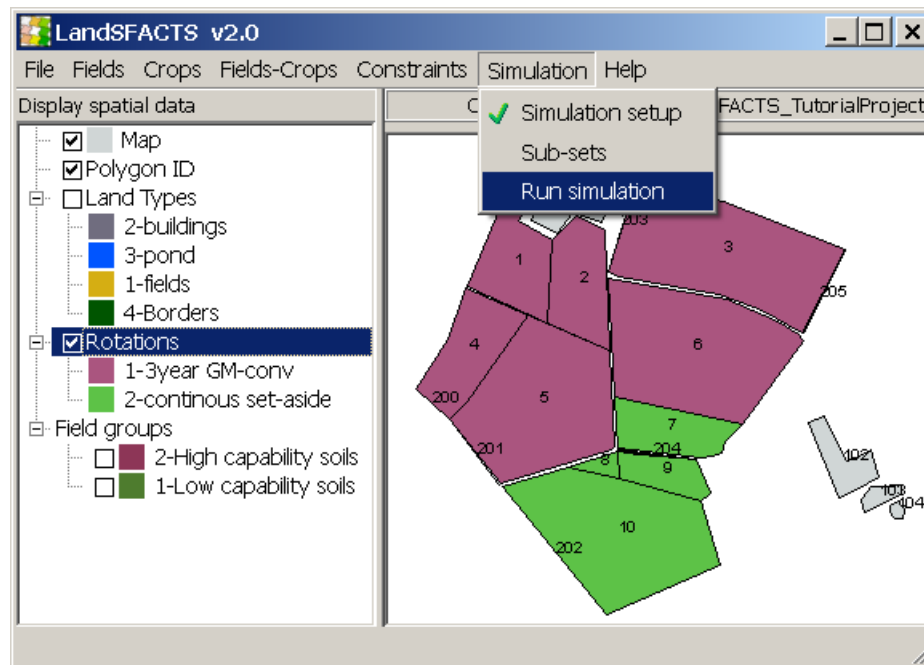 LandSFACTS v2.0
File Fields Crops Fields-Crops Constraints Simulation Help
Display spatial data
FACTS_TutorialProject
Simulation setup
Sub-sets
Run simulation
Map
Polygon ID
Land Types
2-buildings
3-pond
1-fields
4-Borders
Rotations
1-3year GM-conv
2-continous set-aside
Field groups
2-High capability soils
1-Low capability soils
203
3
1
2
205
4
6
200
5
7
201
204
8
9
102
103
104
10
202